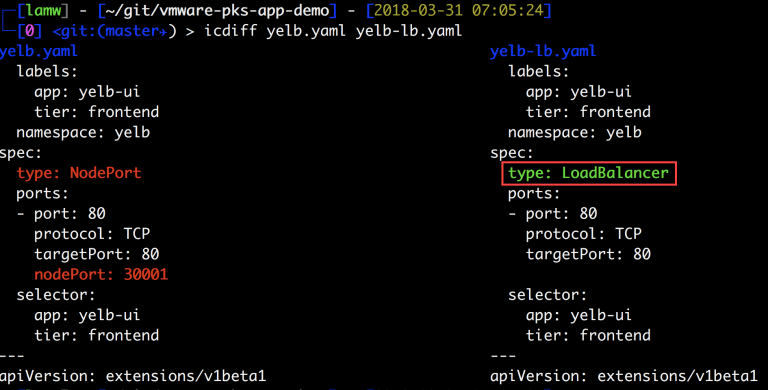 [lamw] - [~/git/vmware-pks-app-demo] - [2018-03-31 07:05:24]
[0] <git:(master✈) > icdiff yelb.yaml yelb-lb.yaml
yelb.yaml yelb-lb.yaml
labels: labels:
app: yelb-ui app: yelb-ui
tier: frontend tier: frontend
namespace: yelb namespace: yelb
spec: spec:
type: NodePort type: LoadBalancer
ports: ports:
- port: 80 - port: 80
protocol: TCP protocol: TCP
targetPort: 80 targetPort: 80
nodePort: 30001
selector: selector:
app: yelb-ui app: yelb-ui
tier: frontend tier: frontend
--- ---
apiVersion: extensions/v1beta1 apiVersion: extensions/v1beta1